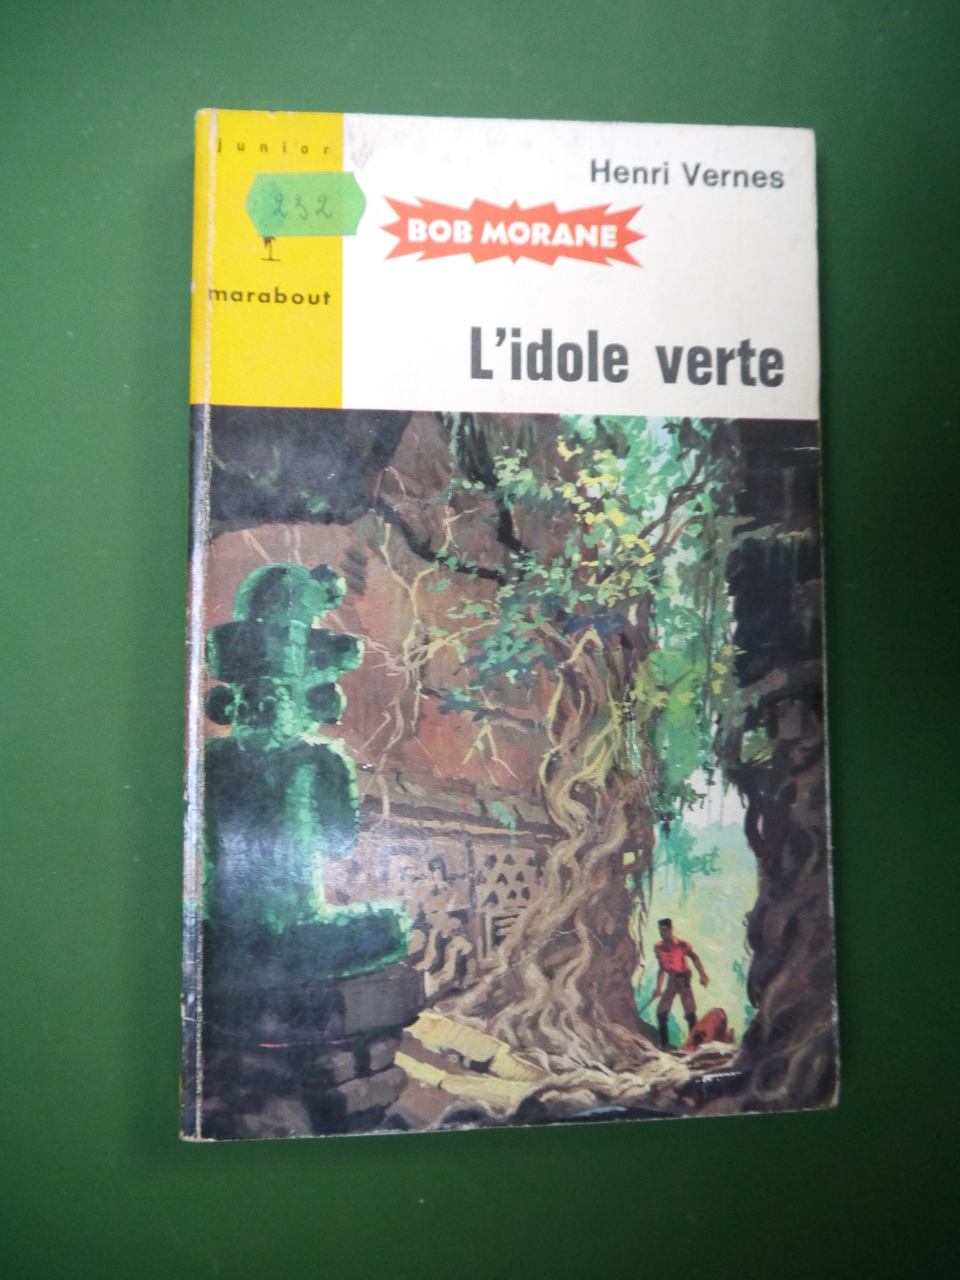 junior
232
marabout
Henri Vernes
BOB MORANE
L'idole verte